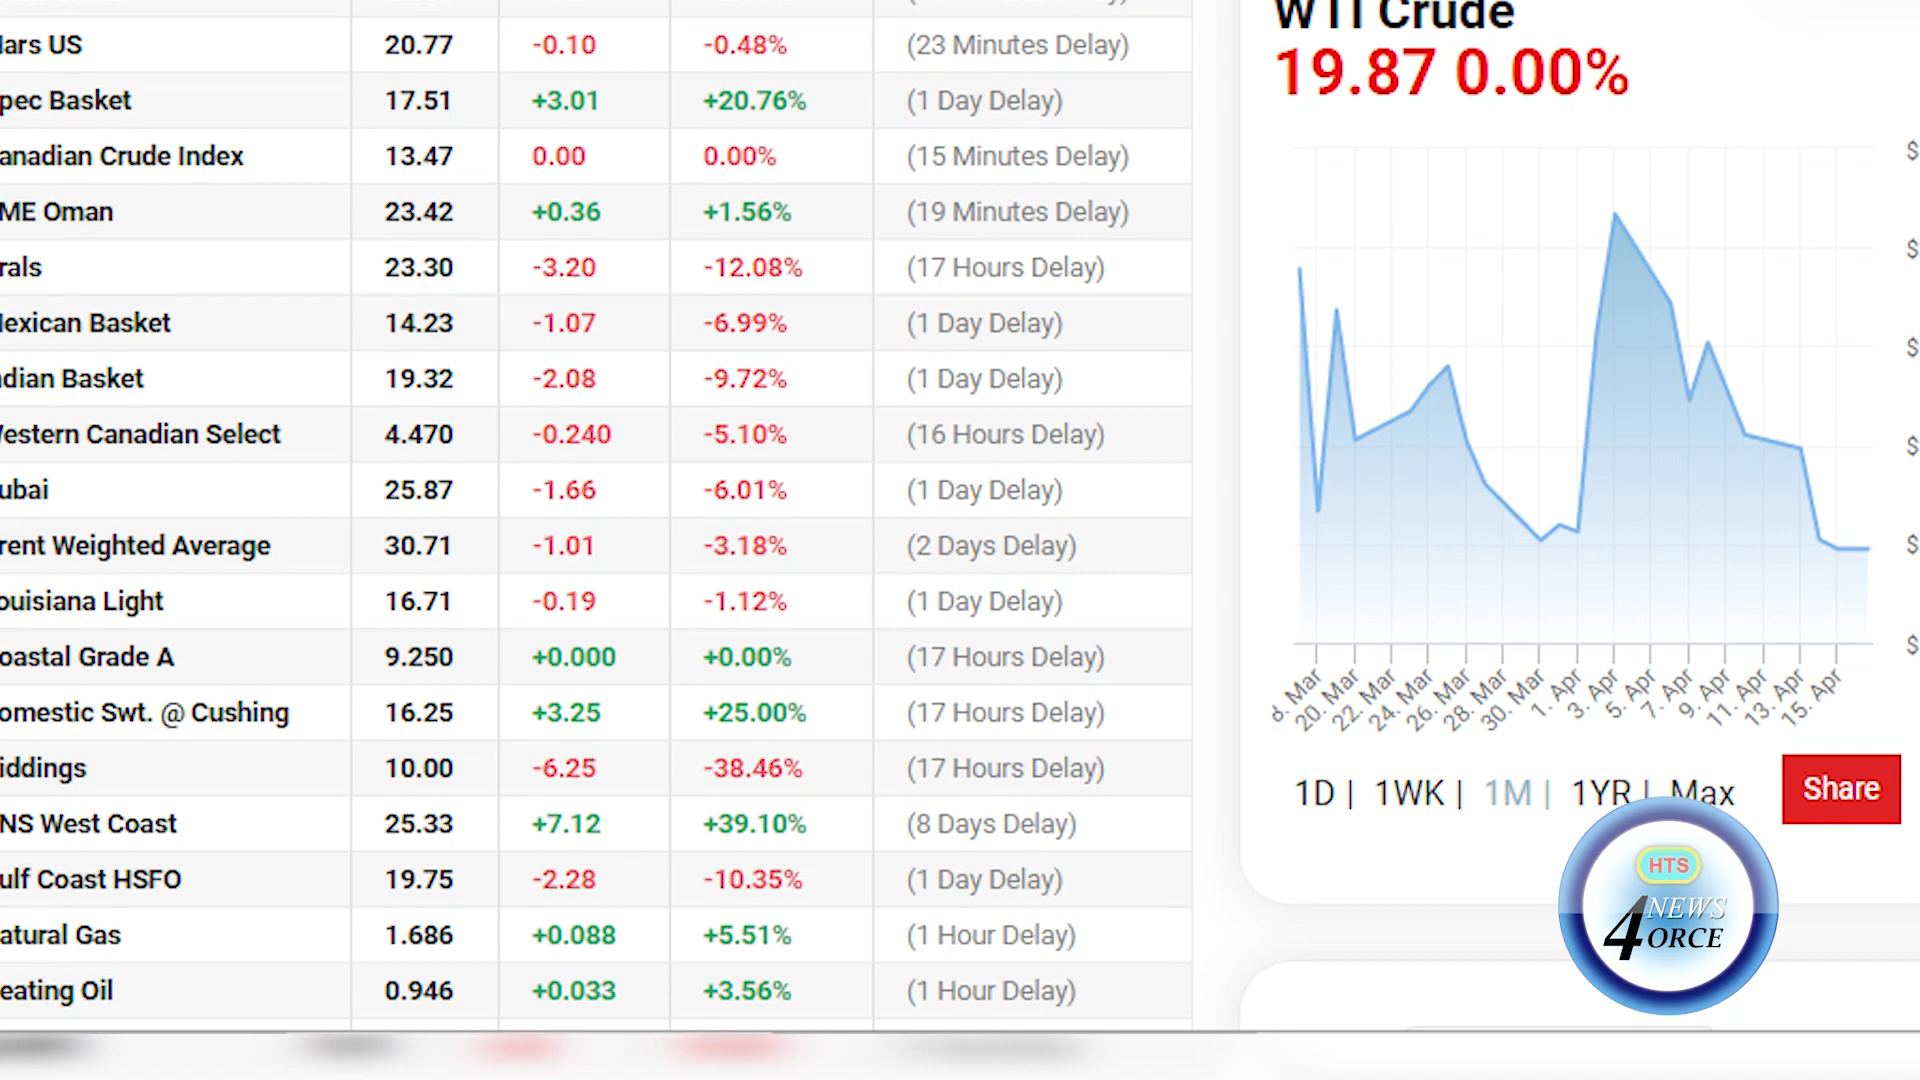 lars US 20.77 -0.10 -0.48% (23 Minutes Delay)
pec Basket 17.51 +3.01 +20.76% (1 Day Delay)
anadian Crude Index 13.47 0.00 0.00% (15 Minutes Delay)
ME Oman 23.42 +0.36 +1.56% (19 Minutes Delay)
rals 23.30 -3.20 -12.08% (17 Hours Delay)
lexican Basket 14.23 -1.07 -6.99% (1 Day Delay)
dian Basket 19.32 -2.08 -9.72% (1 Day Delay)
estern Canadian Select 4.470 -0.240 -5.10% (16 Hours Delay)
ubai 25.87 -1.66 -6.01% (1 Day Delay)
rent Weighted Average 30.71 -1.01 -3.18% (2 Days Delay)
ouisiana Light 16.71 -0.19 -1.12% (1 Day Delay)
oastal Grade A 9.250 +0.000 +0.00% (17 Hours Delay)
omestic Swt. @ Cushing 16.25 +3.25 +25.00% (17 Hours Delay)
iddings 10.00 -6.25 -38.46% (17 Hours Delay)
NS West Coast 25.33 +7.12 +39.10% (8 Days Delay)
ulf Coast HSFO 19.75 -2.28 -10.35% (1 Day Delay)
atural Gas 1.686 +0.088 +5.51% (1 Hour Delay)
eating Oil 0.946 +0.033 +3.56% (1 Hour Delay)
WTI Crude
19.87 0.00%
$
$
$
$
$
$
8. Mar 20. Mar 22. Mar 24. Mar 26. Mar 28. Mar 30. Mar 1. Apr 3. Apr 5. Apr 7. Apr 9. Apr 11. Apr 13. Apr 15. Apr
1D | 1WK | 1M | 1YR | Max
Share
HTS
4 NEWS
ORCE